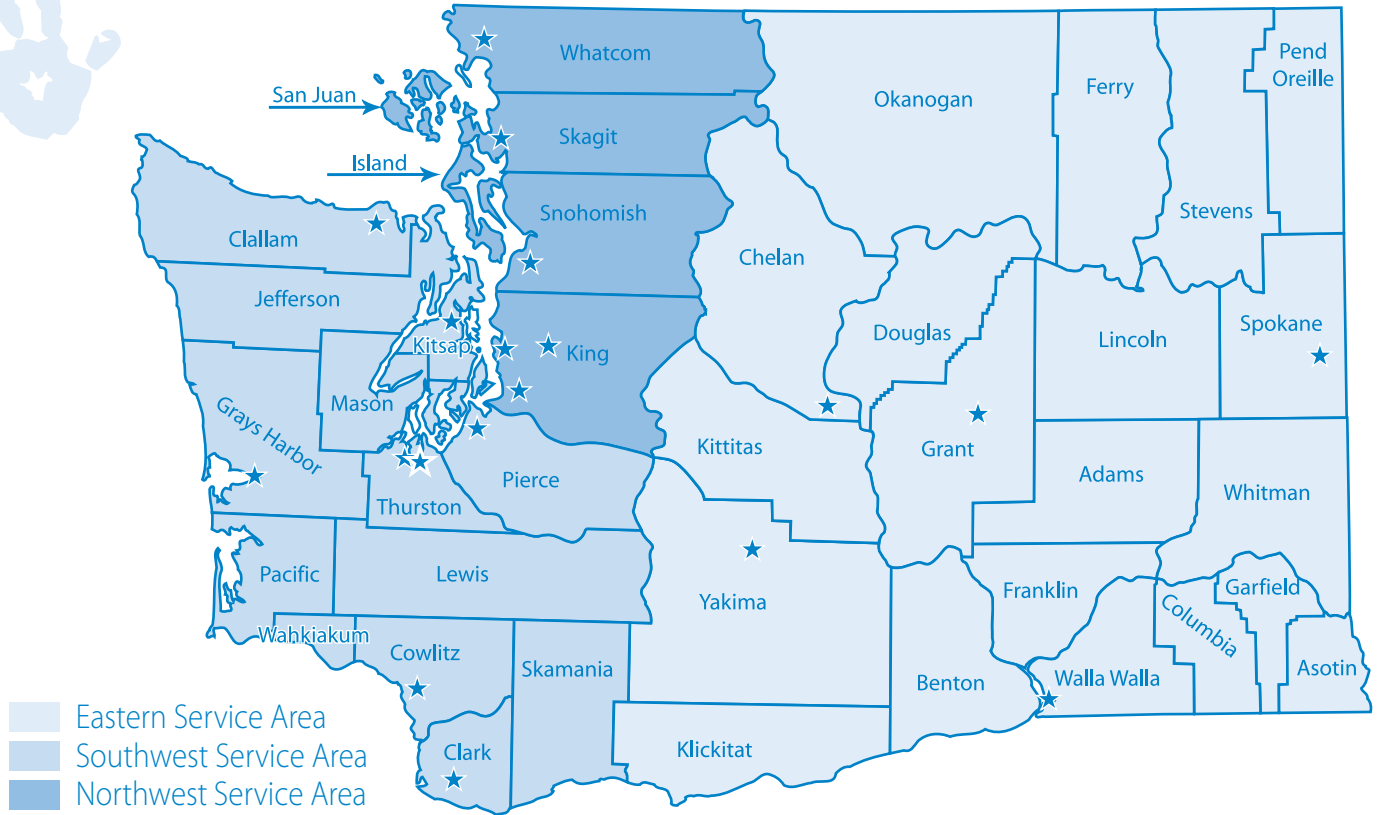 Whatcom
Pend
Oreille
San Juan
Okanogan
Ferry
Skagit
Island
Snohomish
Stevens
Clallam
Chelan
Jefferson
Douglas
Lincoln
Spokane
Kitsap
King
Mason
Grays Harbor
Kittitas
Grant
Adams
Whitman
Pierce
Thurston
Pacific
Lewis
Yakima
Franklin
Garfield
Columbia
Wahkiakum
Cowlitz
Skamania
Benton
Walla Walla
Asotin
Clark
Klickitat
Eastern Service Area
Southwest Service Area
Northwest Service Area